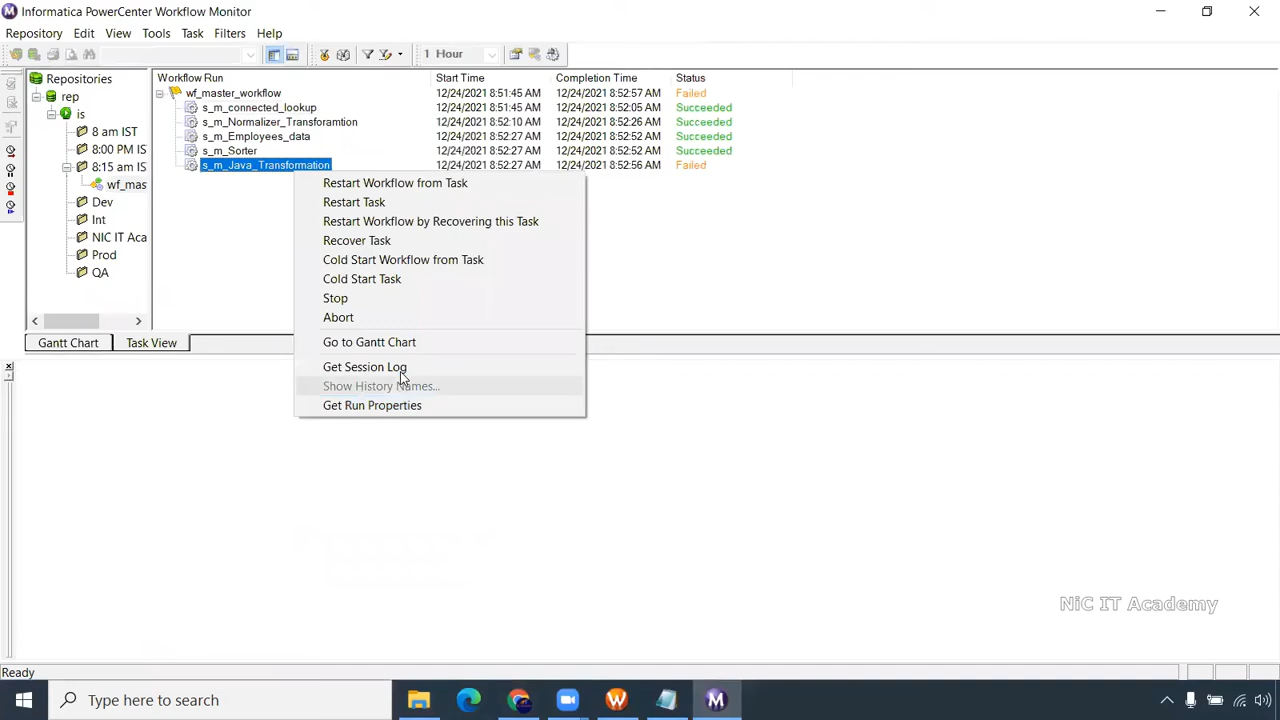 Informatica PowerCenter Workflow Monitor
Repository Edit View Tools Task Filters Help
1 Hour
Repositories
rep
is
8 am IST
8:00 PM IS
8:15 am IS
wf_mas
Dev
Int
NIC IT Aca
Prod
QA
Workflow Run Start Time Completion Time Status
wf_master_workflow 12/24/2021 8:51:45 AM 12/24/2021 8:52:57 AM Failed
s_m_connected_lookup 12/24/2021 8:51:45 AM 12/24/2021 8:52:05 AM Succeeded
s_m_Normalizer_Transforamtion 12/24/2021 8:52:10 AM 12/24/2021 8:52:26 AM Succeeded
s_m_Employees_data 12/24/2021 8:52:27 AM 12/24/2021 8:52:56 AM Succeeded
s_m_Sorter 12/24/2021 8:52:27 AM 12/24/2021 8:52:52 AM Succeeded
s_m_Java_Transformation 12/24/2021 8:52:27 AM 12/24/2021 8:52:56 AM Failed
Restart Workflow from Task
Restart Task
Restart Workflow by Recovering this Task
Recover Task
Cold Start Workflow from Task
Cold Start Task
Stop
Abort
Go to Gantt Chart
Get Session Log
Show History Names...
Get Run Properties
Gantt Chart Task View
NiC IT Academy
Ready
Type here to search